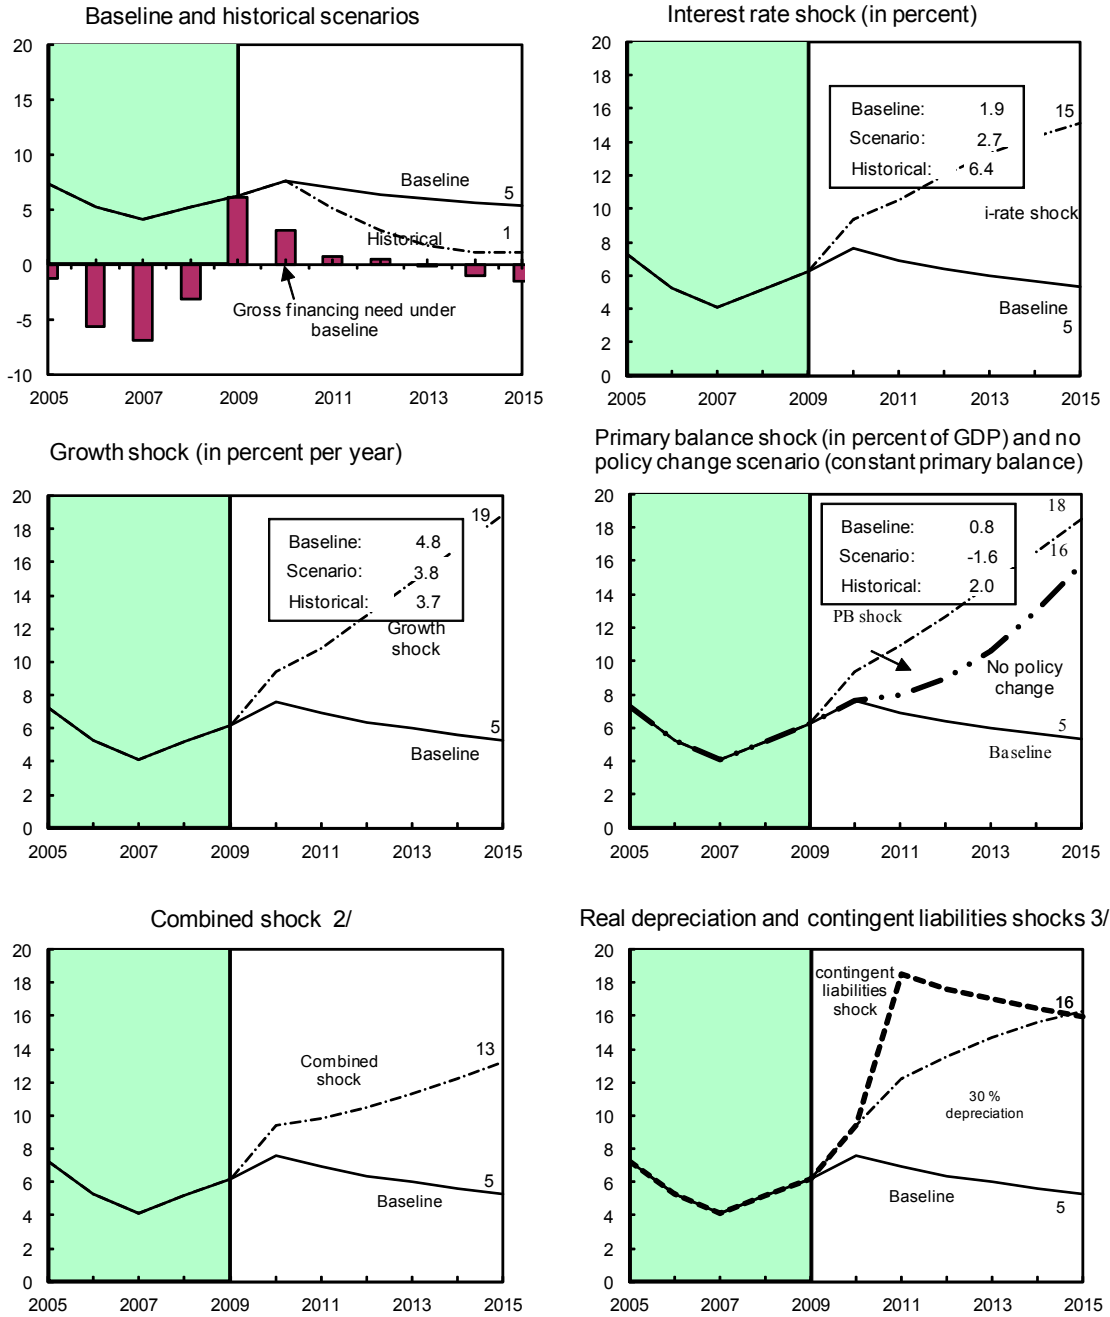 Baseline and historical scenarios
20
15
10
5
0
-5
-10
Baseline
5
1
Historical
Gross financing need under
baseline
2005 2007 2009 2011 2013 2015
Interest rate shock (in percent)
20
18
16
14
12
10
8
6
4
2
0
Baseline: 1.9
Scenario: 2.7
Historical: 6.4
15
i-rate shock
Baseline
5
2005 2007 2009 2011 2013 2015
Growth shock (in percent per year)
20
18
16
14
12
10
8
6
4
2
0
19
Baseline: 4.8
Scenario: 3.8
Historical: 3.7
Growth
shock
5
Baseline
2005 2007 2009 2011 2013 2015
Primary balance shock (in percent of GDP) and no
policy change scenario (constant primary balance)
20
18
16
14
12
10
8
6
4
2
0
Baseline: 0.8
Scenario: -1.6
Historical: 2.0
18
16
PB shock
No policy
change
5
Baseline
2005 2007 2009 2011 2013 2015
Combined shock 2/
20
18
16
14
12
10
8
6
4
2
0
13
Combined
shock
5
Baseline
2005 2007 2009 2011 2013 2015
Real depreciation and contingent liabilities shocks 3/
20
18
16
14
12
10
8
6
4
2
0
contingent
liabilities
shock
16
30 %
depreciation
Baseline
5
2005 2007 2009 2011 2013 2015